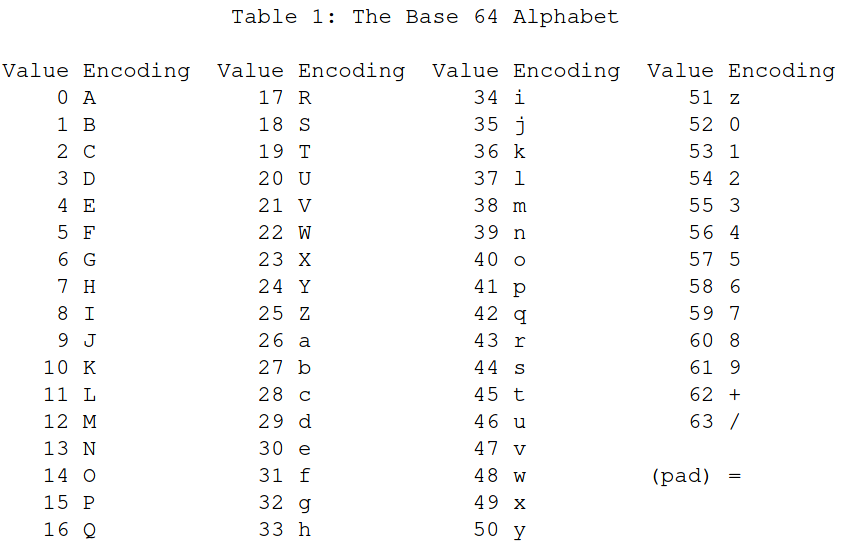 Table 1: The Base 64 Alphabet
Value Encoding  Value Encoding  Value Encoding  Value Encoding
0 A  17 R  34 i  51 z
1 B  18 S  35 j  52 0
2 C  19 T  36 k  53 1
3 D  20 U  37 l  54 2
4 E  21 V  38 m  55 3
5 F  22 W  39 n  56 4
6 G  23 X  40 o  57 5
7 H  24 Y  41 p  58 6
8 I  25 Z  42 q  59 7
9 J  26 a  43 r  60 8
10 K  27 b  44 s  61 9
11 L  28 c  45 t  62 +
12 M  29 d  46 u  63 /
13 N  30 e  47 v
14 O  31 f  48 w  (pad) =
15 P  32 g  49 x
16 Q  33 h  50 y